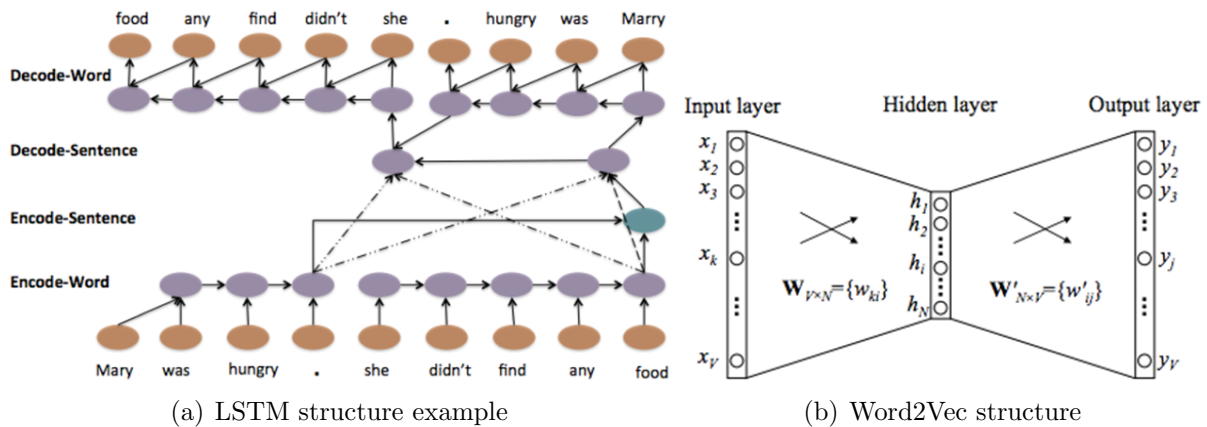 food any find didn't she . hungry was Marry
Decode-Word
Decode-Sentence
Encode-Sentence
Encode-Word
Mary was hungry . she didn't find any food
(a) LSTM structure example
Input layer Hidden layer Output layer
x1
x2
x3
xk
xV
h1
h2
hi
hN
y1
y2
y3
yj
yV
W V×N={wki}
W' N×V={w'ij}
(b) Word2Vec structure